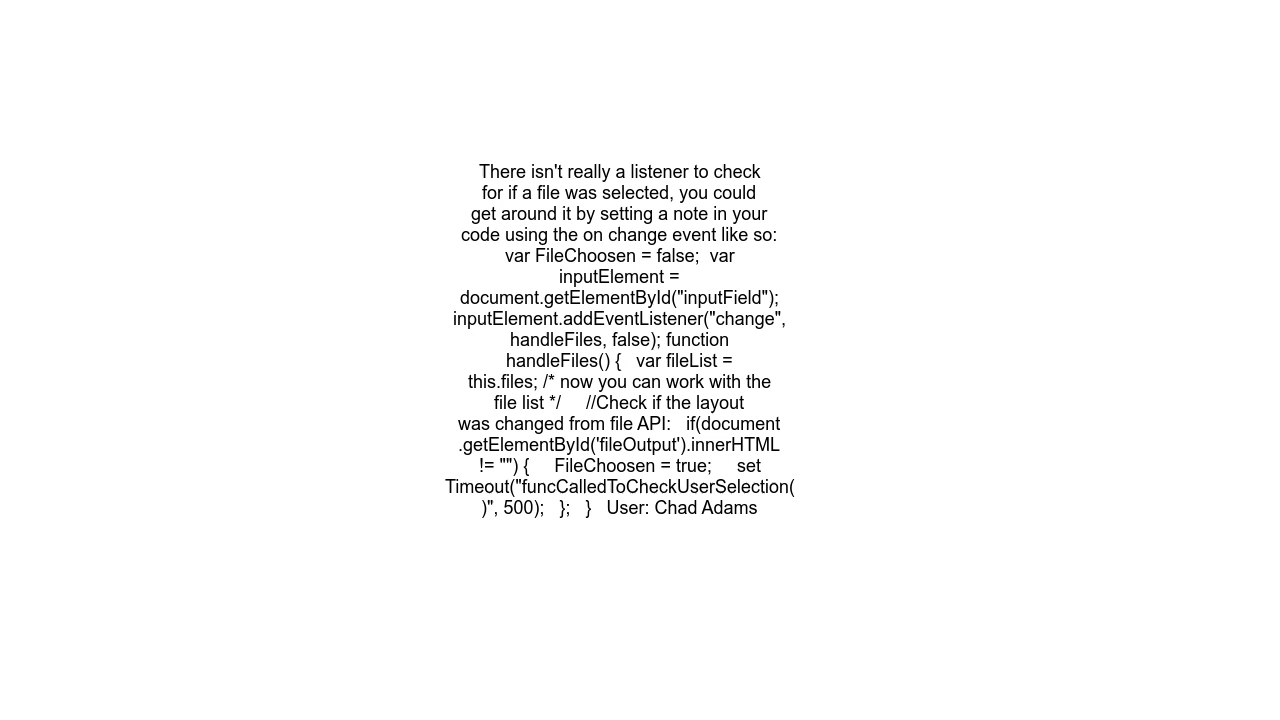 There isn't really a listener to check
for if a file was selected, you could
get around it by setting a note in your
code using the on change event like so:
var FileChoosen = false;  var
inputElement =
document.getElementById("inputField");
inputElement.addEventListener("change",
handleFiles, false); function
handleFiles() {   var fileList =
this.files; /* now you can work with the
file list */     //Check if the layout
was changed from file API:   if(document
.getElementById('fileOutput').innerHTML
!= "") {     FileChoosen = true;     set
Timeout("funcCalledToCheckUserSelection(
)", 500);   };   }   User: Chad Adams